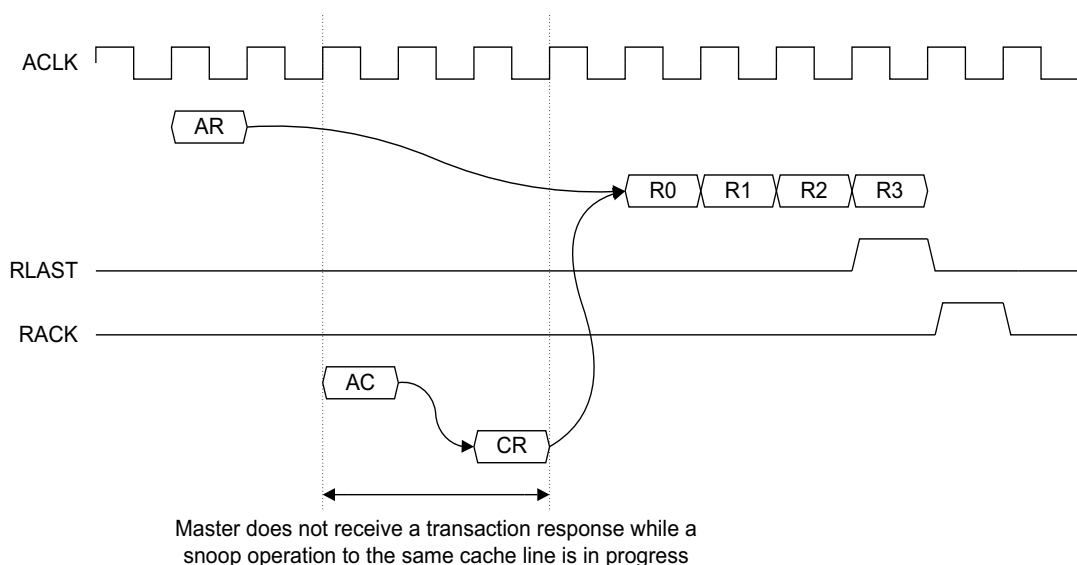 ACLK
AR
R0 R1 R2 R3
RLAST
RACK
AC
CR
Master does not receive a transaction response while a
snoop operation to the same cache line is in progress